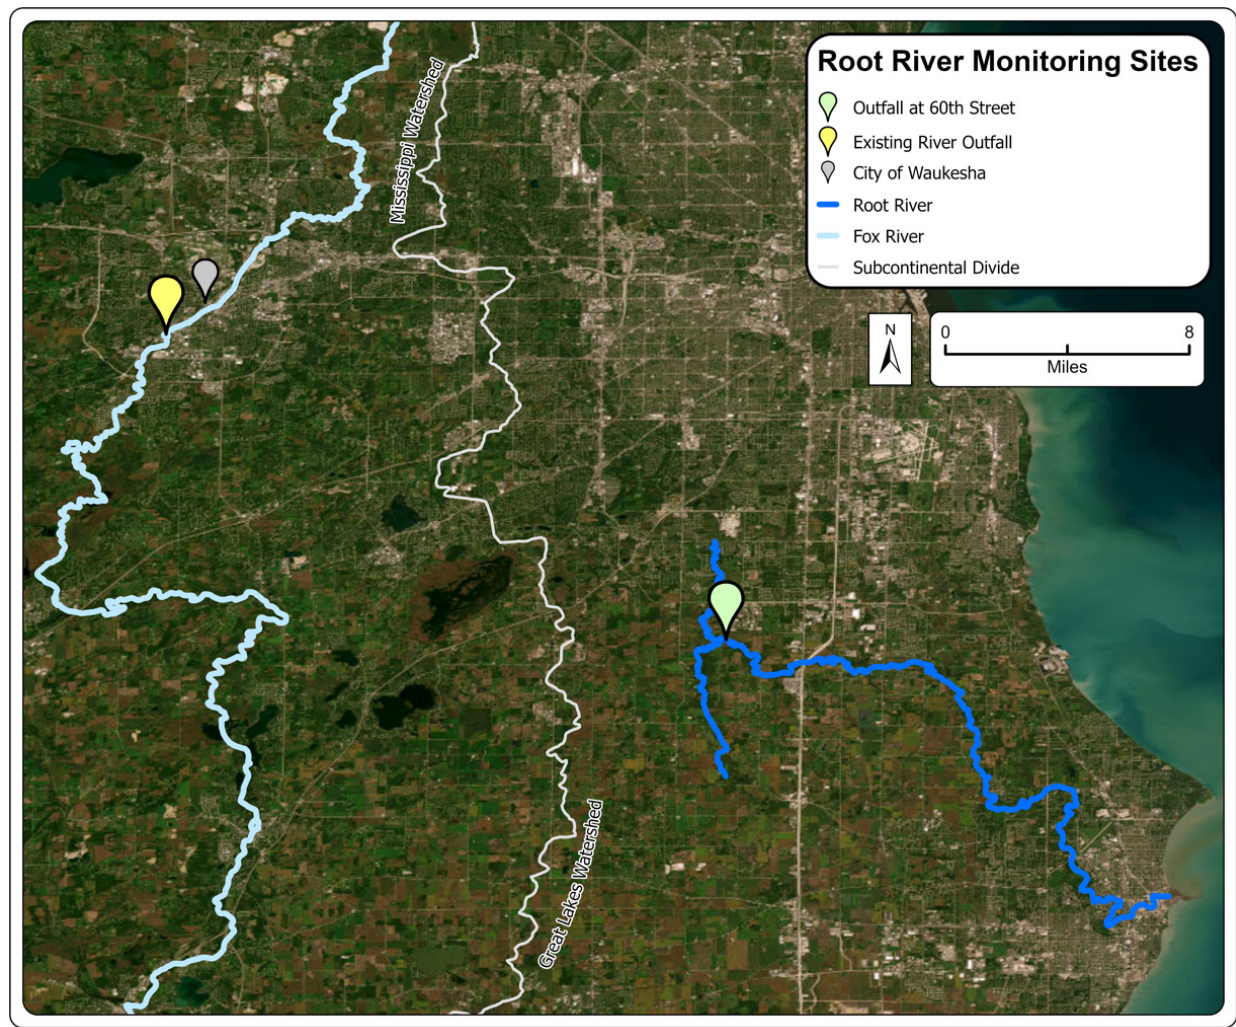 Root River Monitoring Sites
Outfall at 60th Street
Existing River Outfall
City of Waukesha
Root River
Fox River
Subcontinental Divide
N
0 8
Miles
Mississippi Watershed
Great Lakes Watershed